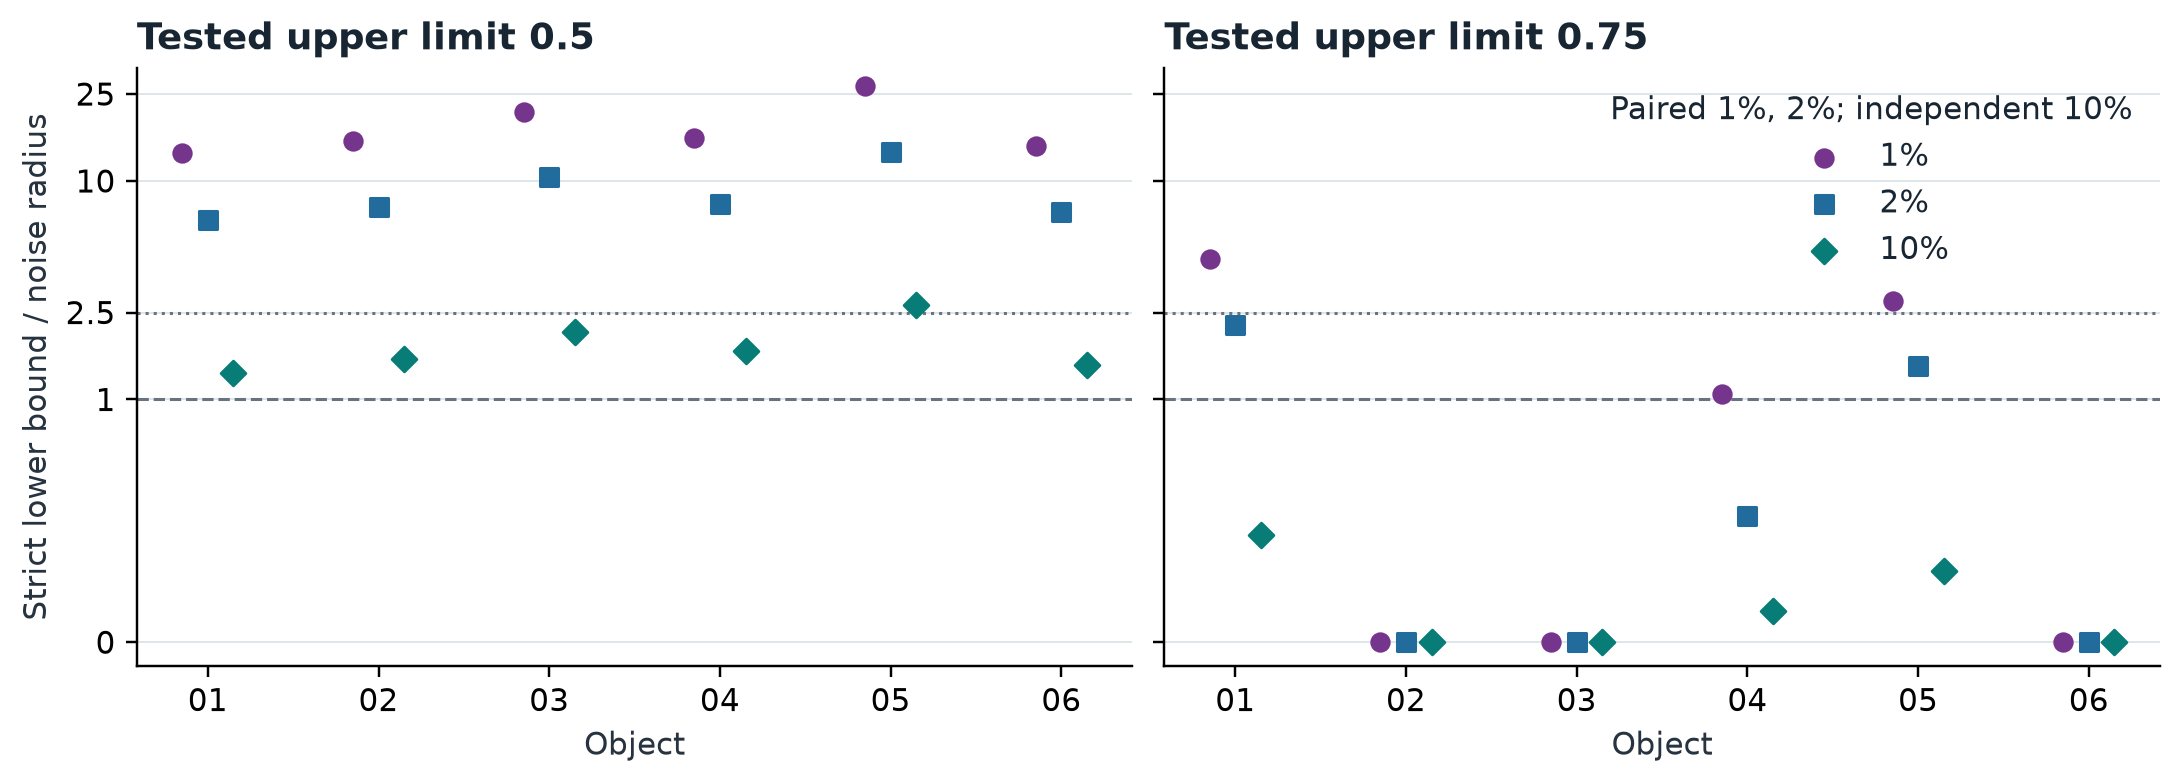 Tested upper limit 0.5
Strict lower bound / noise radius
25
10
2.5
1
0
01 02 03 04 05 06
Object
Tested upper limit 0.75
Paired 1%, 2%; independent 10%
1%
2%
10%
01 02 03 04 05 06
Object